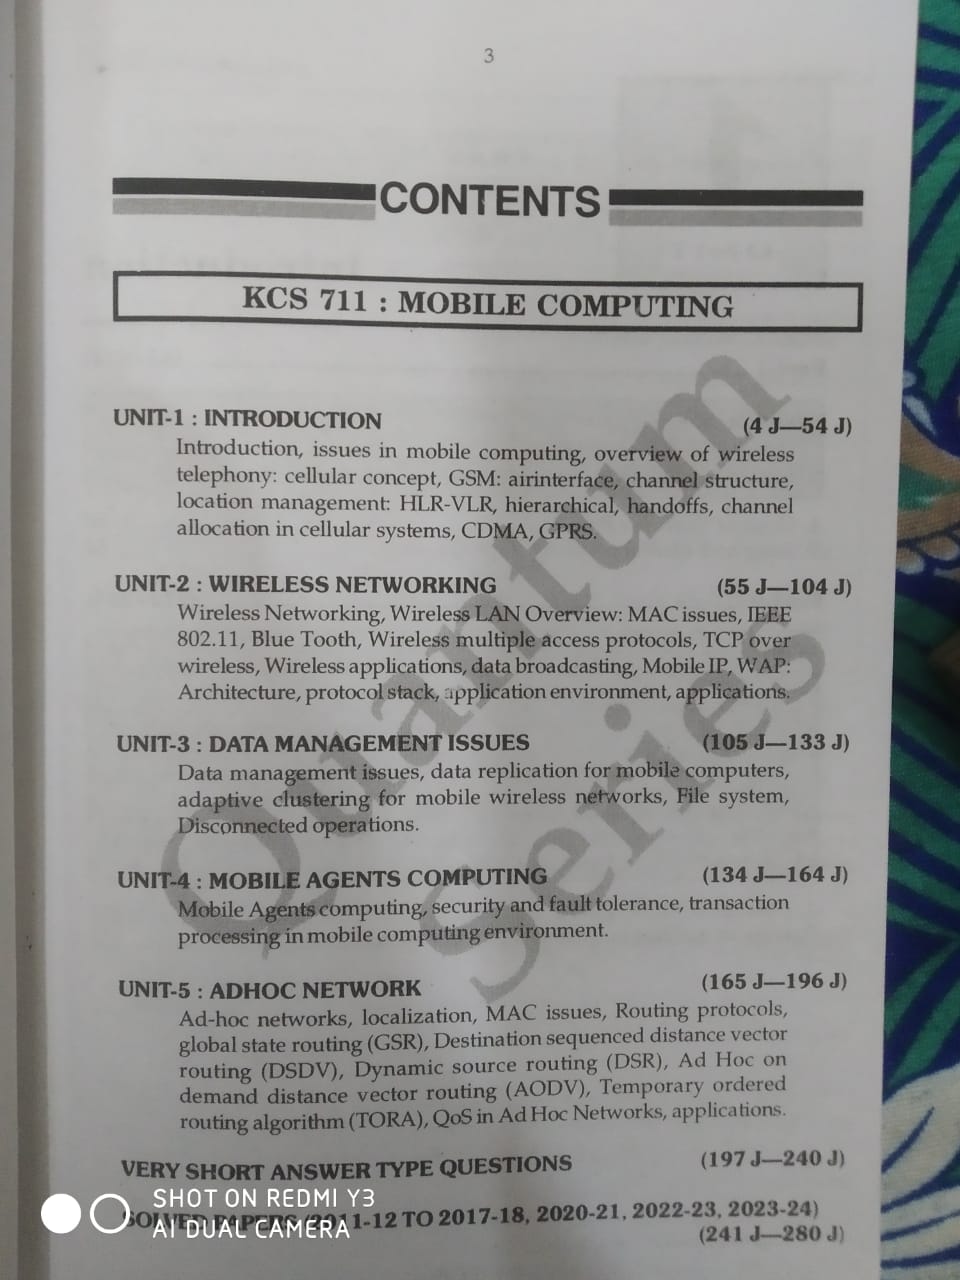 3
CONTENTS
KCS 711 : MOBILE COMPUTING
UNIT-1 : INTRODUCTION (4 J—54 J)
Introduction, issues in mobile computing, overview of wireless
telephony: cellular concept, GSM: airinterface, channel structure,
location management: HLR-VLR, hierarchical, handoffs, channel
allocation in cellular systems, CDMA, GPRS.
UNIT-2 : WIRELESS NETWORKING (55 J—104 J)
Wireless Networking, Wireless LAN Overview: MAC issues, IEEE
802.11, Blue Tooth, Wireless multiple access protocols, TCP over
wireless, Wireless applications, data broadcasting, Mobile IP, WAP:
Architecture, protocol stack, application environment, applications.
UNIT-3 : DATA MANAGEMENT ISSUES (105 J—133 J)
Data management issues, data replication for mobile computers,
adaptive clustering for mobile wireless networks, File system,
Disconnected operations.
UNIT-4 : MOBILE AGENTS COMPUTING (134 J—164 J)
Mobile Agents computing, security and fault tolerance, transaction
processing in mobile computing environment.
UNIT-5 : ADHOC NETWORK (165 J—196 J)
Ad-hoc networks, localization, MAC issues, Routing protocols,
global state routing (GSR), Destination sequenced distance vector
routing (DSDV), Dynamic source routing (DSR), Ad Hoc on
demand distance vector routing (AODV), Temporary ordered
routing algorithm (TORA), QoS in Ad Hoc Networks, applications.
VERY SHORT ANSWER TYPE QUESTIONS (197 J—240 J)
SOLVED PAPERS (2011-12 TO 2017-18, 2020-21, 2022-23, 2023-24)
(241 J—280 J)
Quantum
Series
SHOT ON REDMI Y3
AI DUAL CAMERA